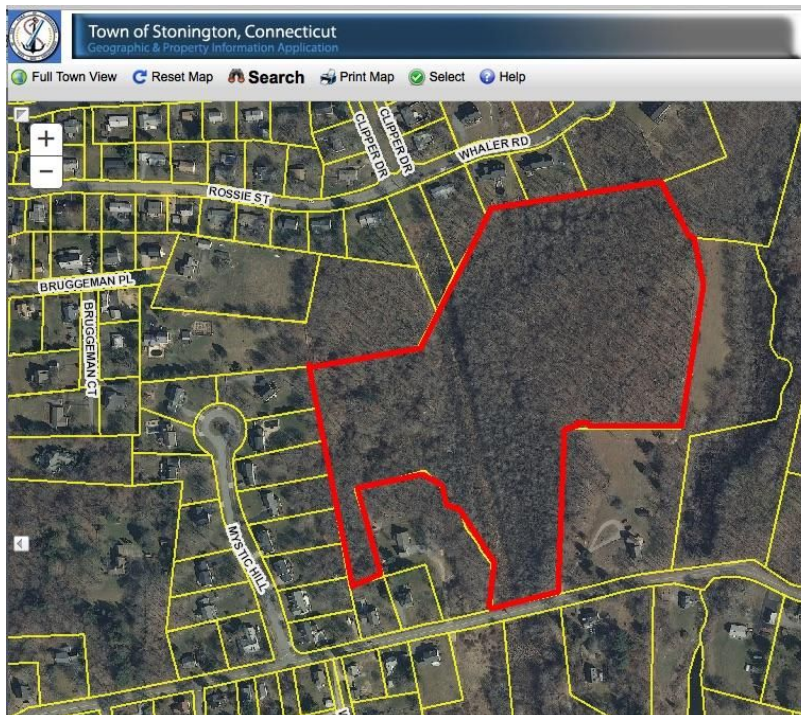 Town of Stonington, Connecticut
Geographic & Property Information Application
Full Town View Reset Map Search Print Map Select Help
+
−
CLIPPER DR
CLIPPER DR
WHALER RD
ROSSIE ST
BRUGGEMAN PL
BRUGGEMAN CT
MYSTIC HILL